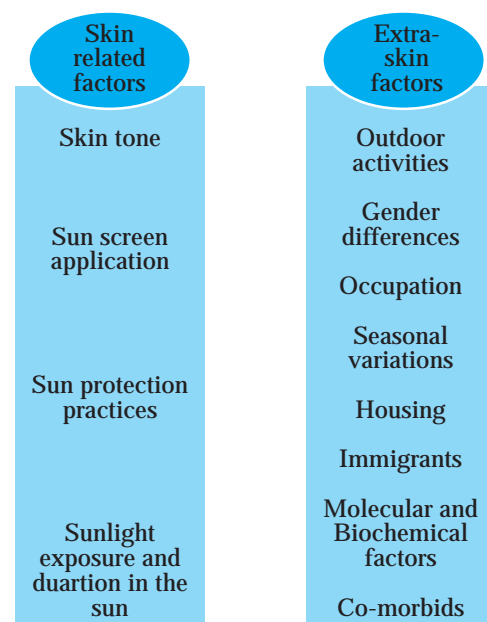 Skin
related
factors
Skin tone
Sun screen
application
Sun protection
practices
Sunlight
exposure and
duartion in the
sun
Extra-
skin
factors
Outdoor
activities
Gender
differences
Occupation
Seasonal
variations
Housing
Immigrants
Molecular and
Biochemical
factors
Co-morbids